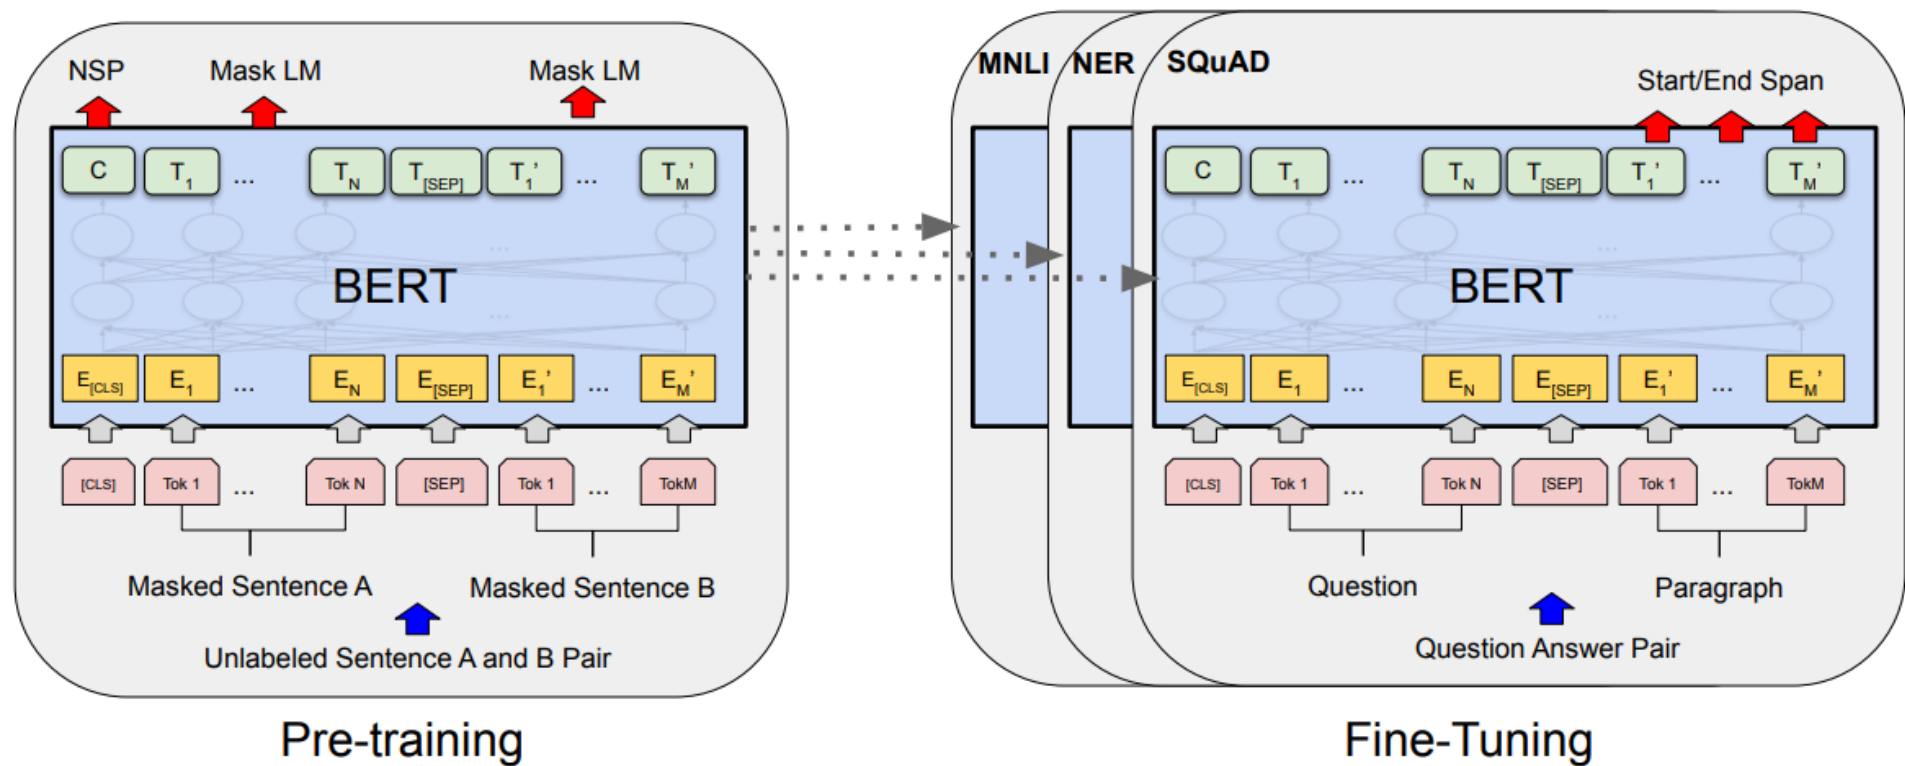 NSP Mask LM Mask LM
C T1 ... TN T[SEP] T1' ... TM'
...
BERT
...
E[CLS] E1 ... EN E[SEP] E1' ... EM'
[CLS] Tok 1 ... Tok N [SEP] Tok 1 ... TokM
Masked Sentence A Masked Sentence B
Unlabeled Sentence A and B Pair
Pre-training
MNLI NER SQuAD
Start/End Span
C T1 ... TN T[SEP] T1' ... TM'
...
BERT
...
E[CLS] E1 ... EN E[SEP] E1' ... EM'
[CLS] Tok 1 ... Tok N [SEP] Tok 1 ... TokM
Question Paragraph
Question Answer Pair
Fine-Tuning